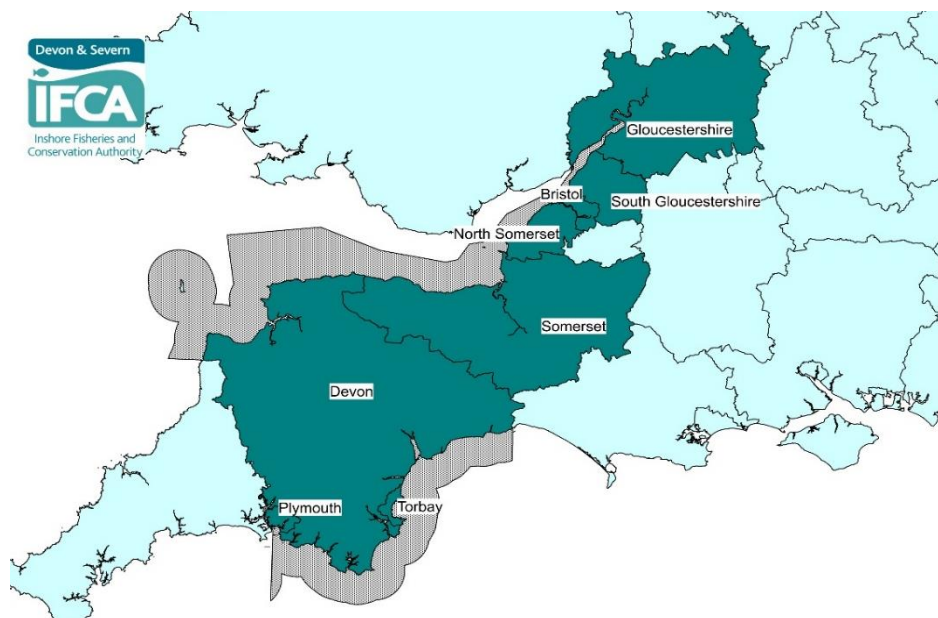 Devon & Severn
IFCA
Inshore Fisheries and
Conservation Authority
Gloucestershire
Bristol
South Gloucestershire
North Somerset
Somerset
Devon
Plymouth
Torbay